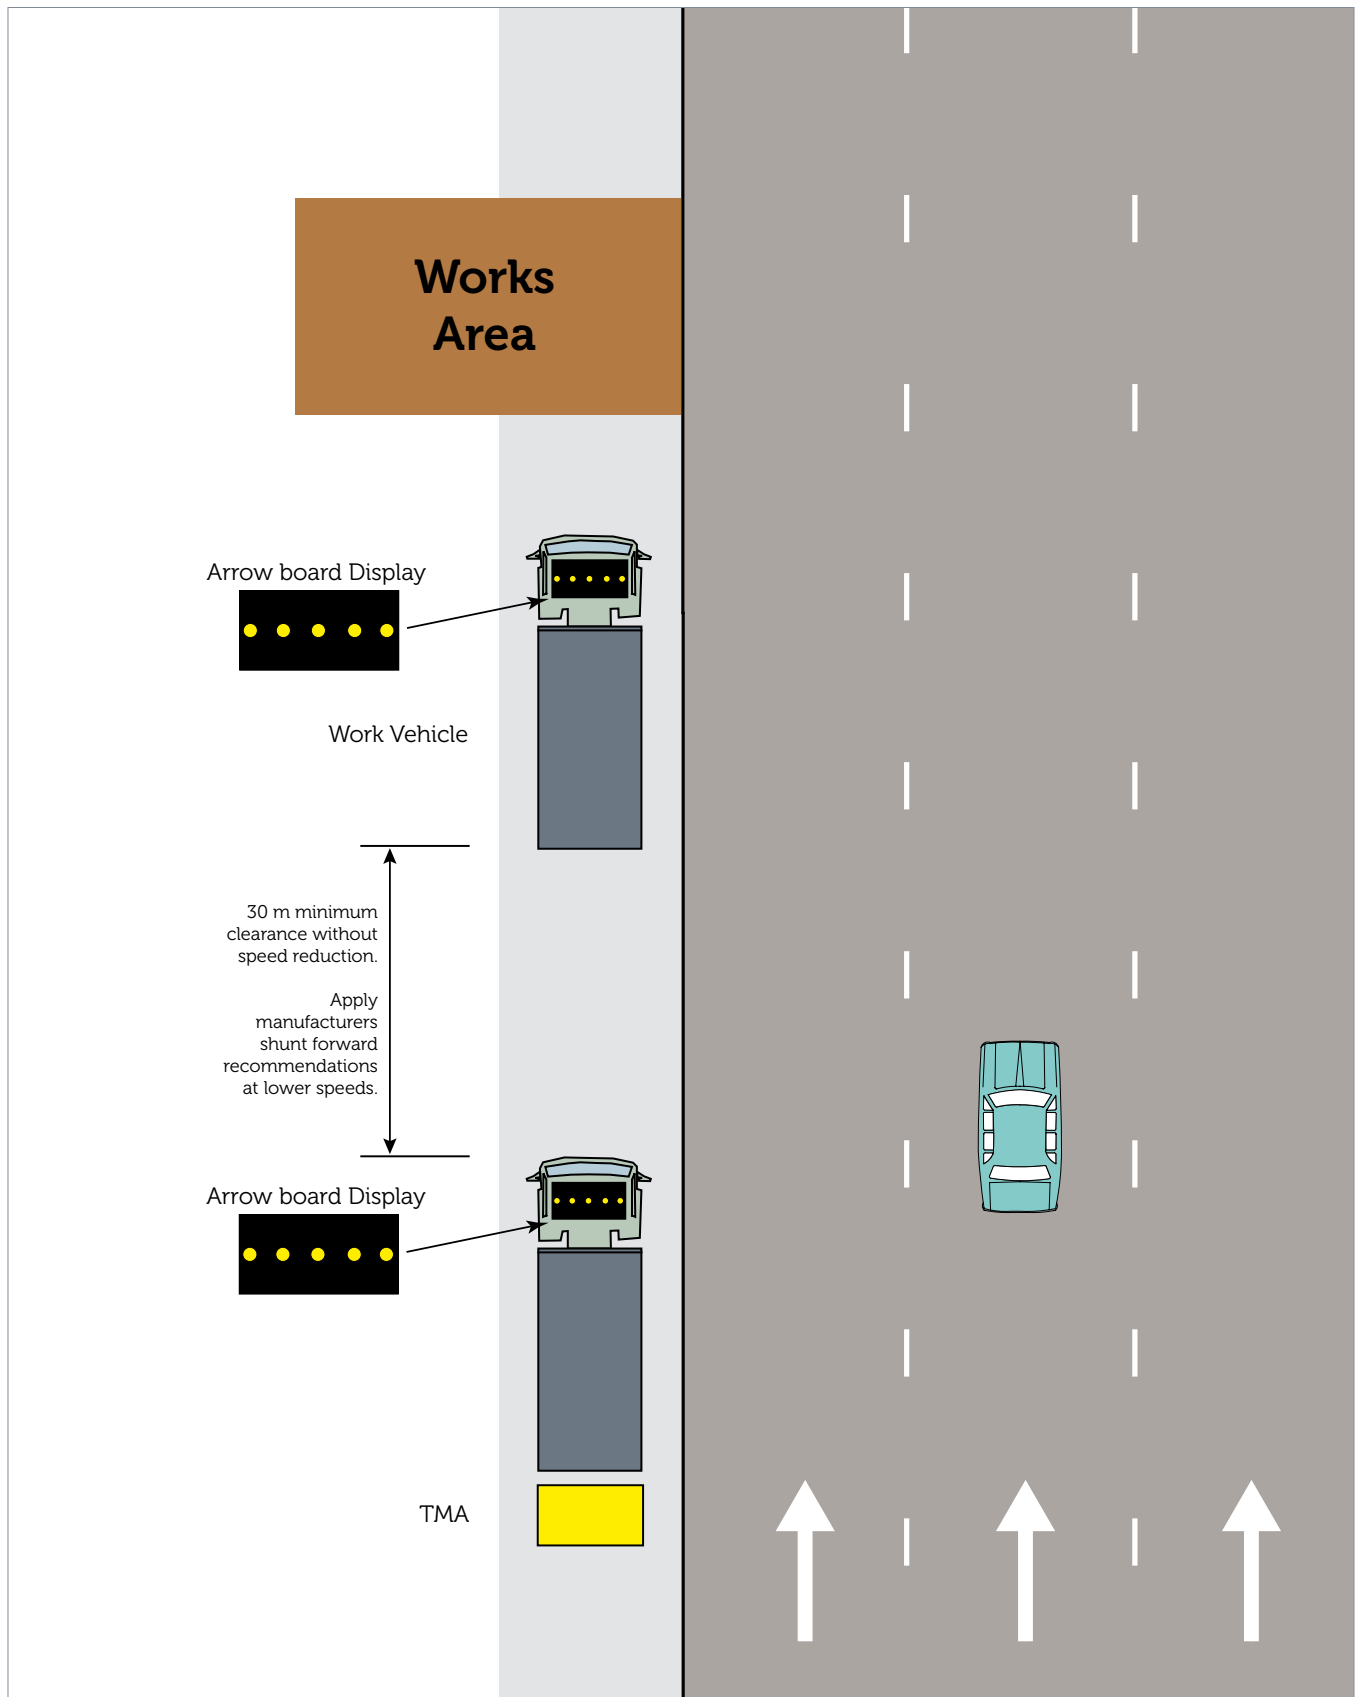 Works
Area
Arrow board Display
Work Vehicle
30 m minimum
clearance without
speed reduction.
Apply
manufacturers
shunt forward
recommendations
at lower speeds.
Arrow board Display
TMA